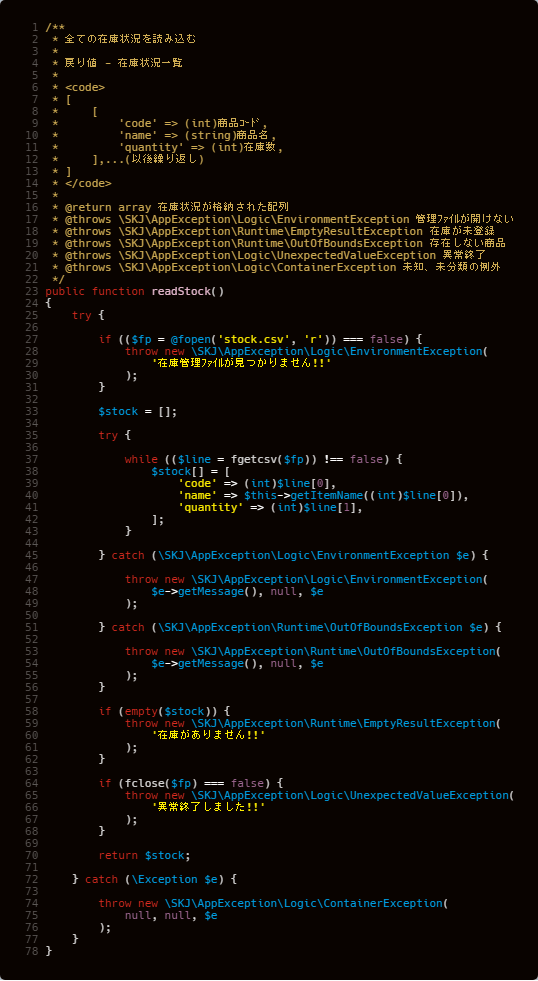 1 /**
2  * 全ての在庫状況を読み込む
3  *
4  * 戻り値 - 在庫状況一覧
5  *
6  * <code>
7  * [
8  *     [
9  *         'code' => (int)商品ｺｰﾄﾞ,
10  *         'name' => (string)商品名,
11  *         'quantity' => (int)在庫数,
12  *     ],...(以後繰り返し)
13  * ]
14  * </code>
15  *
16  * @return array 在庫状況が格納された配列
17  * @throws \SKJ\AppException\Logic\EnvironmentException 管理ﾌｧｲﾙが開けない
18  * @throws \SKJ\AppException\Runtime\EmptyResultException 在庫が未登録
19  * @throws \SKJ\AppException\Runtime\OutOfBoundsException 存在しない商品
20  * @throws \SKJ\AppException\Logic\UnexpectedValueException 異常終了
21  * @throws \SKJ\AppException\Logic\ContainerException 未知、未分類の例外
22  */
23 public function readStock()
24 {
25     try {
26
27         if (($fp = @fopen('stock.csv', 'r')) === false) {
28             throw new \SKJ\AppException\Logic\EnvironmentException(
29                 '在庫管理ﾌｧｲﾙが見つかりません!!'
30             );
31         }
32
33         $stock = [];
34
35         try {
36
37             while (($line = fgetcsv($fp)) !== false) {
38                 $stock[] = [
39                     'code' => (int)$line[0],
40                     'name' => $this->getItemName((int)$line[0]),
41                     'quantity' => (int)$line[1],
42                 ];
43             }
44
45         } catch (\SKJ\AppException\Logic\EnvironmentException $e) {
46
47             throw new \SKJ\AppException\Logic\EnvironmentException(
48                 $e->getMessage(), null, $e
49             );
50
51         } catch (\SKJ\AppException\Runtime\OutOfBoundsException $e) {
52
53             throw new \SKJ\AppException\Runtime\OutOfBoundsException(
54                 $e->getMessage(), null, $e
55             );
56         }
57
58         if (empty($stock)) {
59             throw new \SKJ\AppException\Runtime\EmptyResultException(
60                 '在庫がありません!!'
61             );
62         }
63
64         if (fclose($fp) === false) {
65             throw new \SKJ\AppException\Logic\UnexpectedValueException(
66                 '異常終了しました!!'
67             );
68         }
69
70         return $stock;
71
72     } catch (\Exception $e) {
73
74         throw new \SKJ\AppException\Logic\ContainerException(
75             null, null, $e
76         );
77     }
78 }